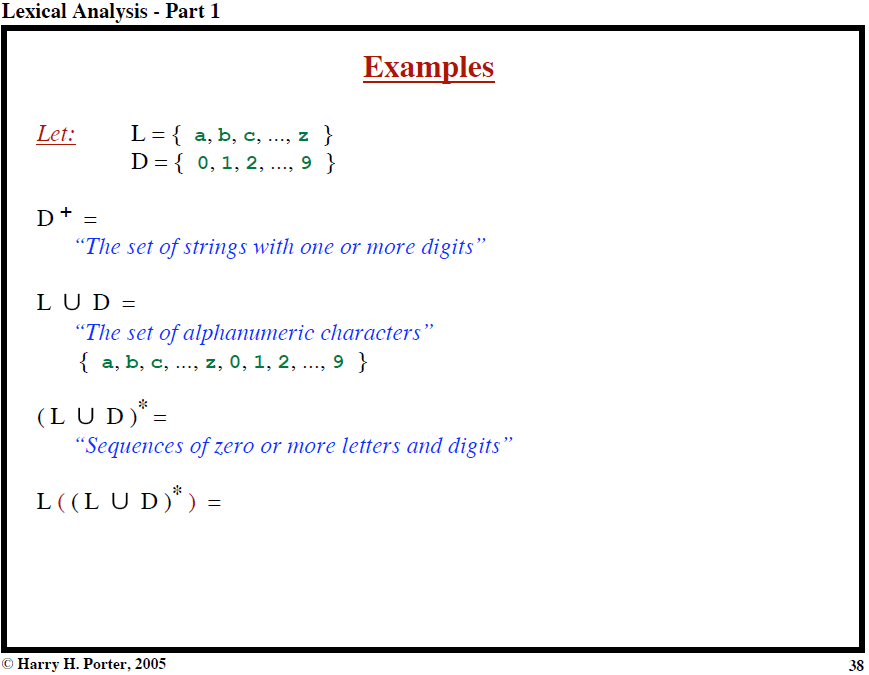 Lexical Analysis - Part 1
Examples
Let: L = { a, b, c, ..., z }
D = { 0, 1, 2, ..., 9 }
D⁺ =
“The set of strings with one or more digits”
L ∪ D =
“The set of alphanumeric characters”
{ a, b, c, ..., z, 0, 1, 2, ..., 9 }
( L ∪ D )* =
“Sequences of zero or more letters and digits”
L ( ( L ∪ D )* ) =
© Harry H. Porter, 2005
38